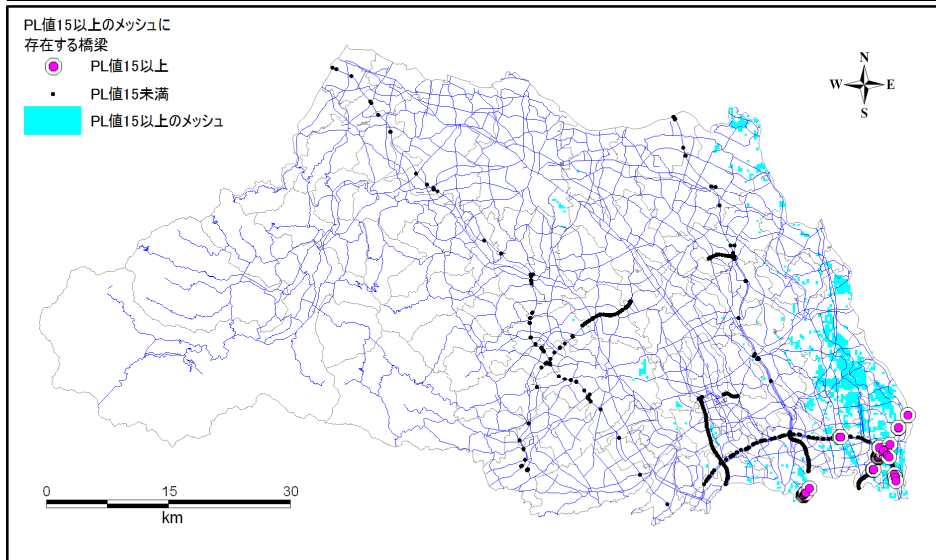 PL値15以上のメッシュに
存在する橋梁
PL値15以上
PL値15未満
PL値15以上のメッシュ
N
W E
S
0 15 30
km